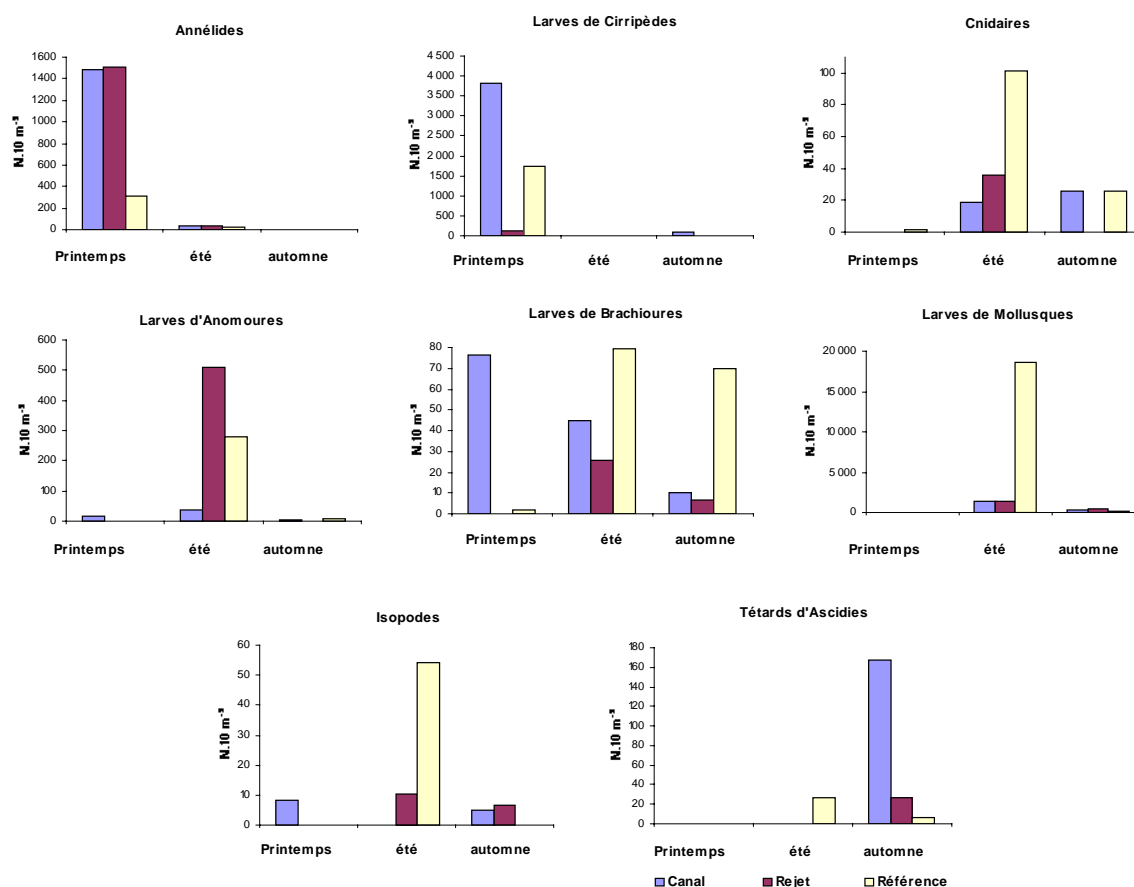 Annélides
1600
1400
1200
1000
800
600
400
200
0
N.10 m⁻³
Printemps été automne
Larves de Cirripèdes
4 500
4 000
3 500
3 000
2 500
2 000
1 500
1000
500
0
N.10 m⁻³
Printemps été automne
Cnidaires
100
80
60
40
20
0
N.10 m⁻³
Printemps été automne
Larves d'Anomoures
600
500
400
300
200
100
0
N.10 m⁻³
Printemps été automne
Larves de Brachioures
80
70
60
50
40
30
20
10
0
N.10 m⁻³
Printemps été automne
Larves de Mollusques
20 000
15 000
10 000
5 000
0
N.10 m⁻³
Printemps été automne
Isopodes
60
50
40
30
20
10
0
N.10 m⁻³
Printemps été automne
Tétards d'Ascidies
180
160
140
120
100
80
60
40
20
0
N.10 m⁻³
Printemps été automne
Canal Rejet Référence